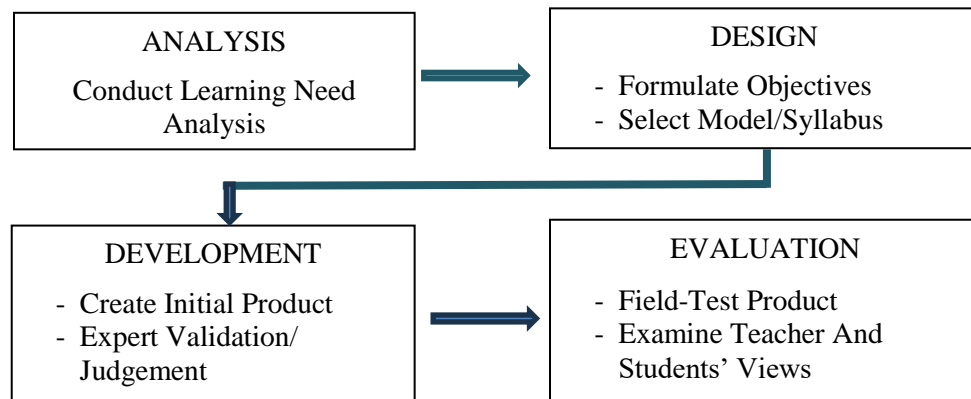 ANALYSIS
Conduct Learning Need
Analysis
DESIGN
- Formulate Objectives
- Select Model/Syllabus
DEVELOPMENT
- Create Initial Product
- Expert Validation/
Judgement
EVALUATION
- Field-Test Product
- Examine Teacher And
Students’ Views